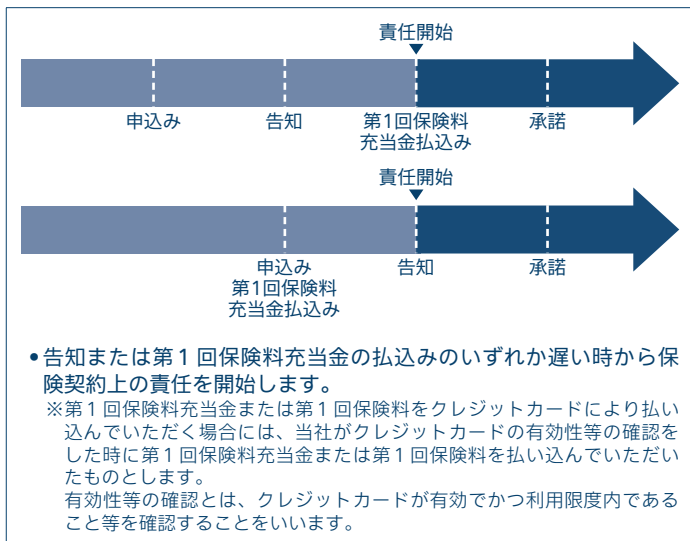 責任開始
申込み 告知 第1回保険料 承諾
充当金払込み
責任開始
申込み 告知 承諾
第1回保険料
充当金払込み
•告知または第1回保険料充当金の払込みのいずれか遅い時から保
険契約上の責任を開始します。
※第1回保険料充当金または第1回保険料をクレジットカードにより払い
込んでいただく場合には、当社がクレジットカードの有効性等の確認を
した時に第1回保険料充当金または第1回保険料を払い込んでいただい
たものとします。
有効性等の確認とは、クレジットカードが有効でかつ利用限度内である
こと等を確認することをいいます。